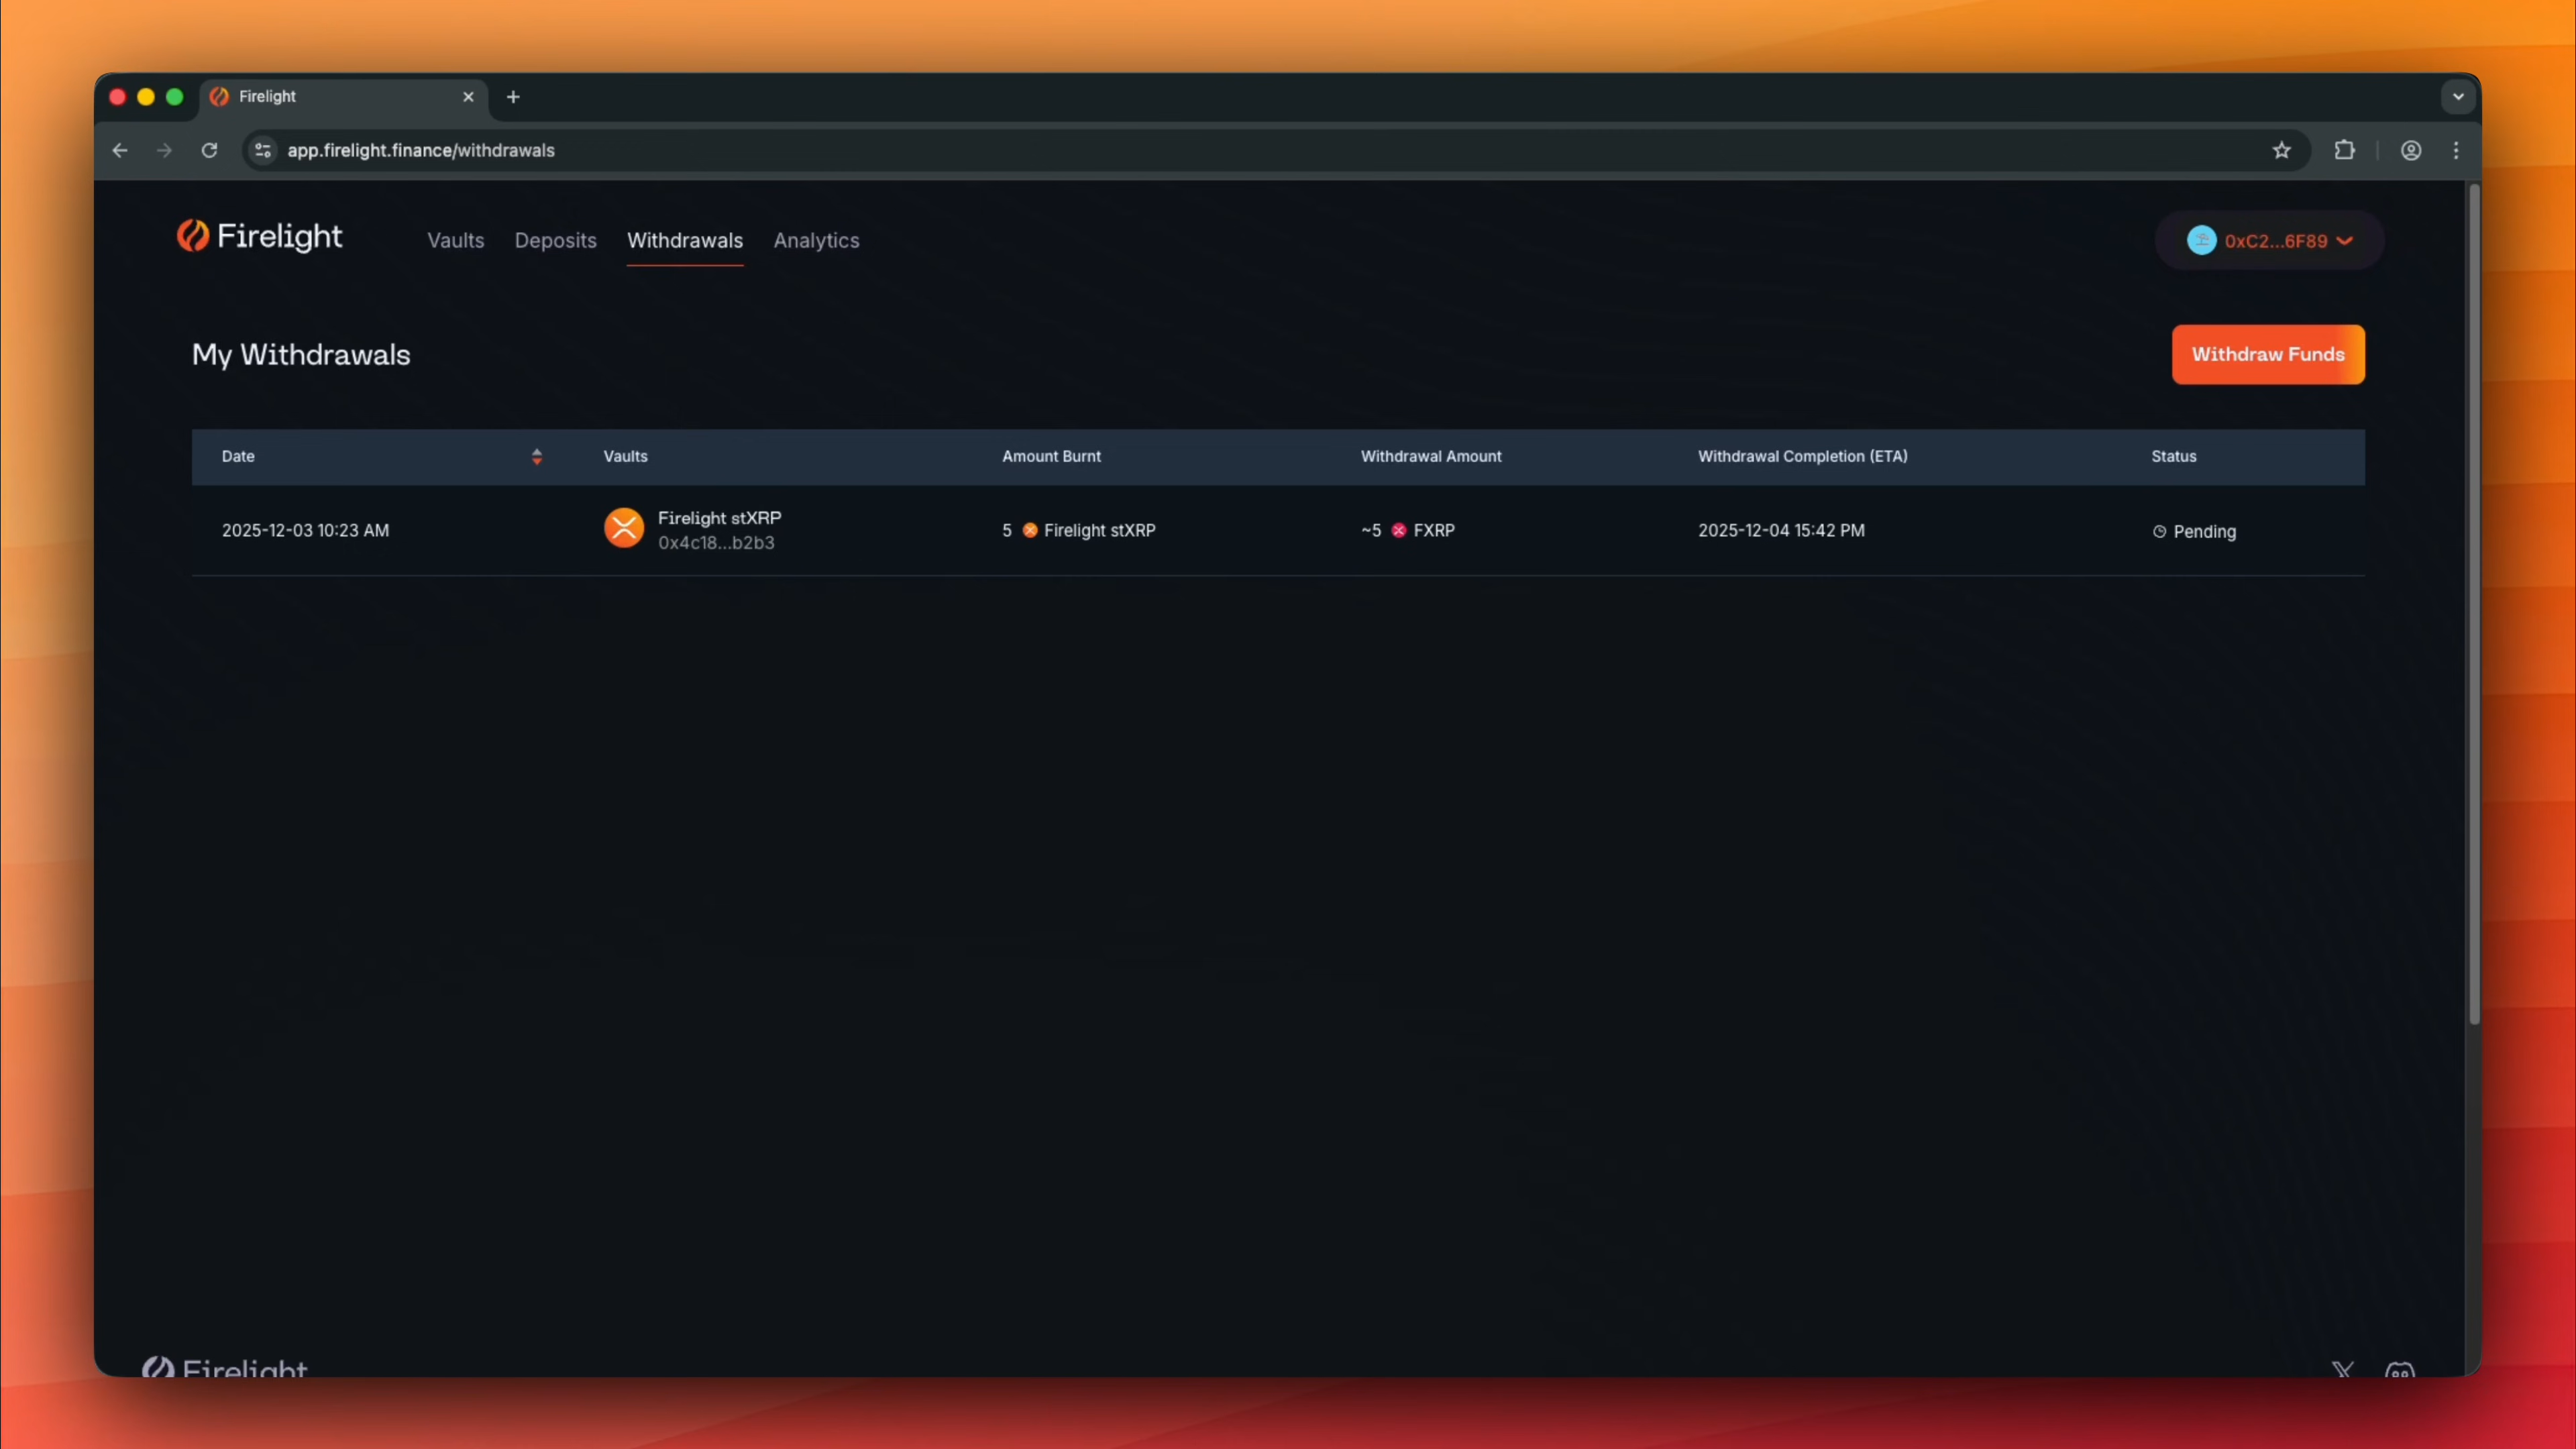 Firelight
app.firelight.finance/withdrawals
Firelight Vaults Deposits Withdrawals Analytics 0xC2...6F89
My Withdrawals Withdraw Funds
Date Vaults Amount Burnt Withdrawal Amount Withdrawal Completion (ETA) Status
2025-12-03 10:23 AM Firelight stXRP 5 Firelight stXRP ~5 FXRP 2025-12-04 15:42 PM Pending
0x4c18...b2b3
Firelight